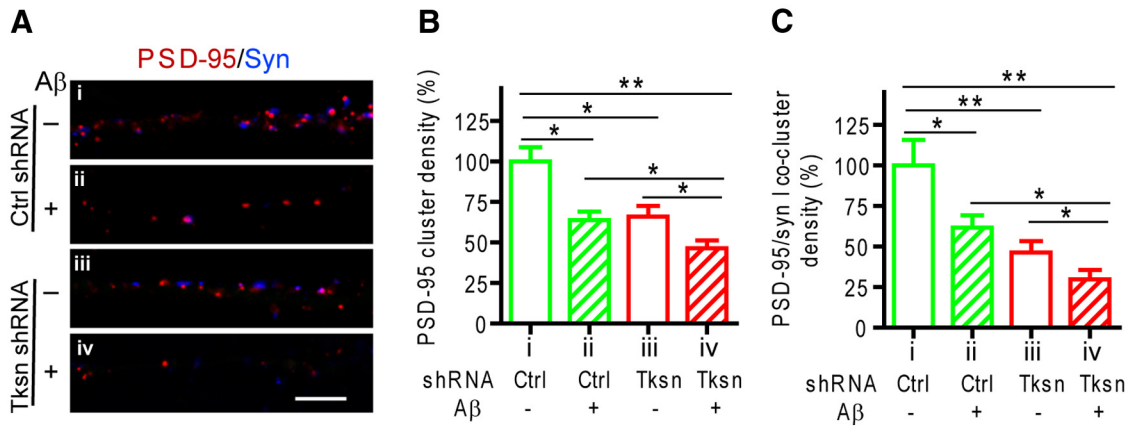 A
PSD-95/Syn
Aβ
Ctrl shRNA
–
i
+
ii
Tksn shRNA
–
iii
+
iv
B
PSD-95 cluster density (%)
**
*
*
*
*
125
100
75
50
25
0
i ii iii iv
shRNA Ctrl Ctrl Tksn Tksn
Aβ - + - +
C
PSD-95/syn I co-cluster
density (%)
**
**
*
*
*
125
100
75
50
25
0
i ii iii iv
shRNA Ctrl Ctrl Tksn Tksn
Aβ - + - +